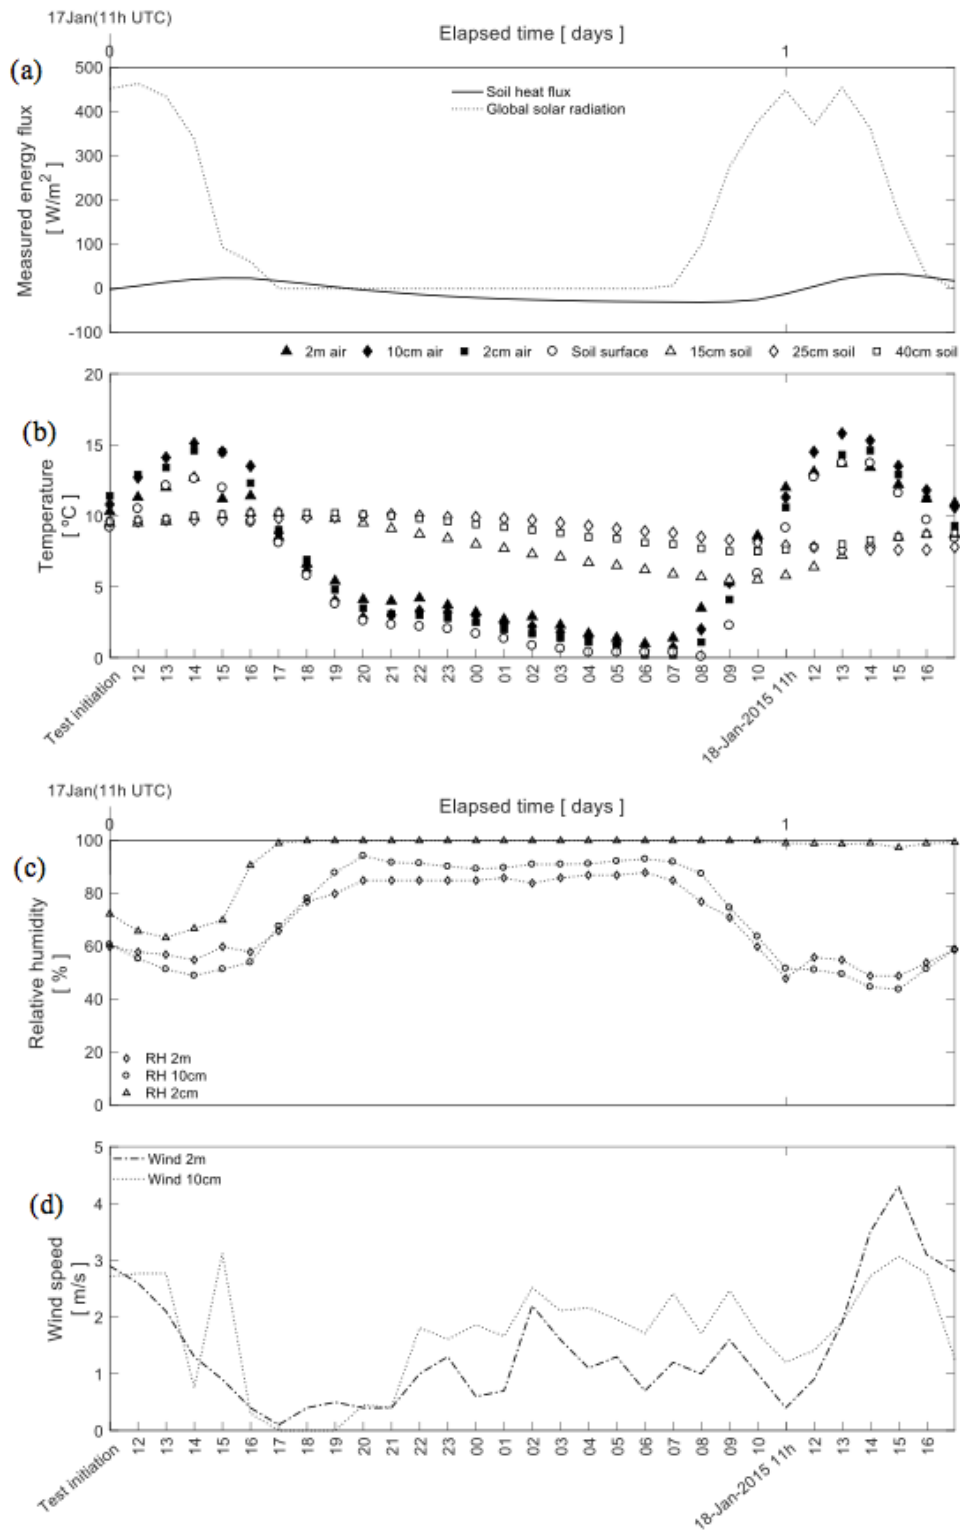 17Jan(11h UTC)
Elapsed time [ days ]
0 1
(a)
Measured energy flux
[ W/m²]
500
400
300
200
100
0
-100
Soil heat flux
Global solar radiation
2m air 10cm air 2cm air Soil surface 15cm soil 25cm soil 40cm soil
(b)
Temperature
[ ºC ]
20
15
10
5
0
Test initiation 12 13 14 15 16 17 18 19 20 21 22 23 00 01 02 03 04 05 06 07 08 09 10 18-Jan-2015 11h 12 13 14 15 16
17Jan(11h UTC)
Elapsed time [ days ]
0 1
(c)
Relative humidity
[ % ]
100
80
60
40
20
0
RH 2m
RH 10cm
RH 2cm
(d)
Wind speed
[ m/s ]
5
4
3
2
1
0
Wind 2m
Wind 10cm
Test initiation 12 13 14 15 16 17 18 19 20 21 22 23 00 01 02 03 04 05 06 07 08 09 10 18-Jan-2015 11h 12 13 14 15 16